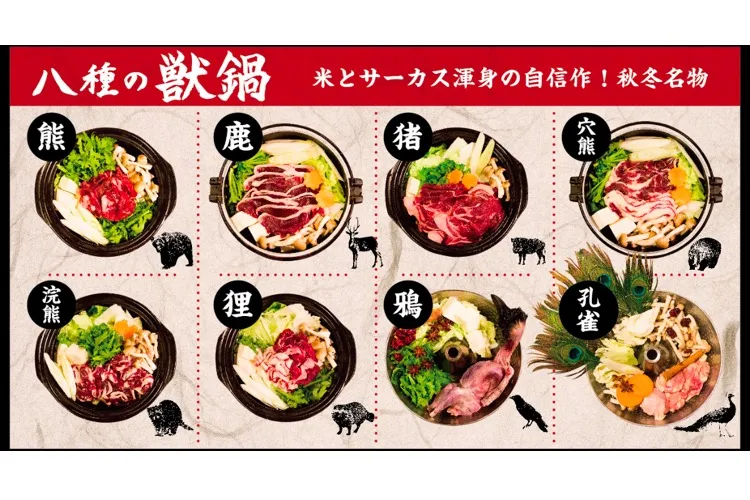 八種の獣鍋
米とサーカス渾身の自信作！秋冬名物
熊
鹿
猪
穴熊
浣熊
狸
鴉
孔雀